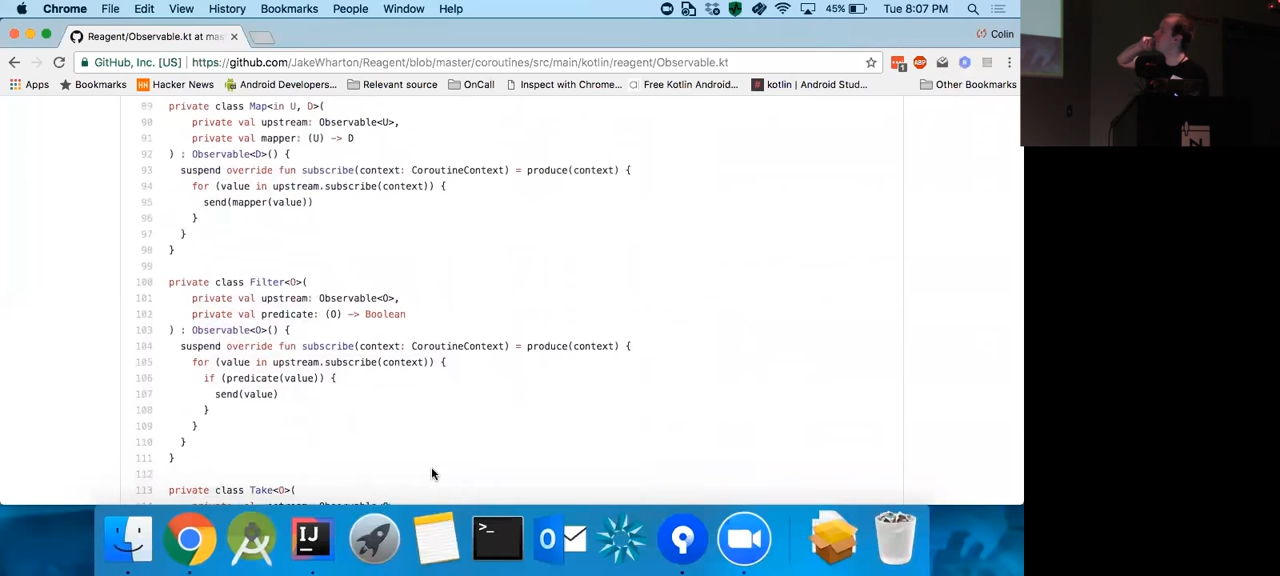 Chrome File Edit View History Bookmarks People Window Help 45% Tue 8:07 PM
Reagent/Observable.kt at mas × Colin
GitHub, Inc. [US] https://github.com/JakeWharton/Reagent/blob/master/coroutines/src/main/kotlin/reagent/Observable.kt
Apps Bookmarks Hacker News Android Developers... Relevant source OnCall Inspect with Chrome... Free Kotlin Android... kotlin | Android Stud... Other Bookmarks
89 private class Map<in U, D>(
90 private val upstream: Observable<U>,
91 private val mapper: (U) -> D
92 ) : Observable<D>() {
93 suspend override fun subscribe(context: CoroutineContext) = produce(context) {
94 for (value in upstream.subscribe(context)) {
95 send(mapper(value))
96 }
97 }
98 }
99
100 private class Filter<O>(
101 private val upstream: Observable<O>,
102 private val predicate: (O) -> Boolean
103 ) : Observable<O>() {
104 suspend override fun subscribe(context: CoroutineContext) = produce(context) {
105 for (value in upstream.subscribe(context)) {
106 if (predicate(value)) {
107 send(value)
108 }
109 }
110 }
111 }
112
113 private class Take<O>(